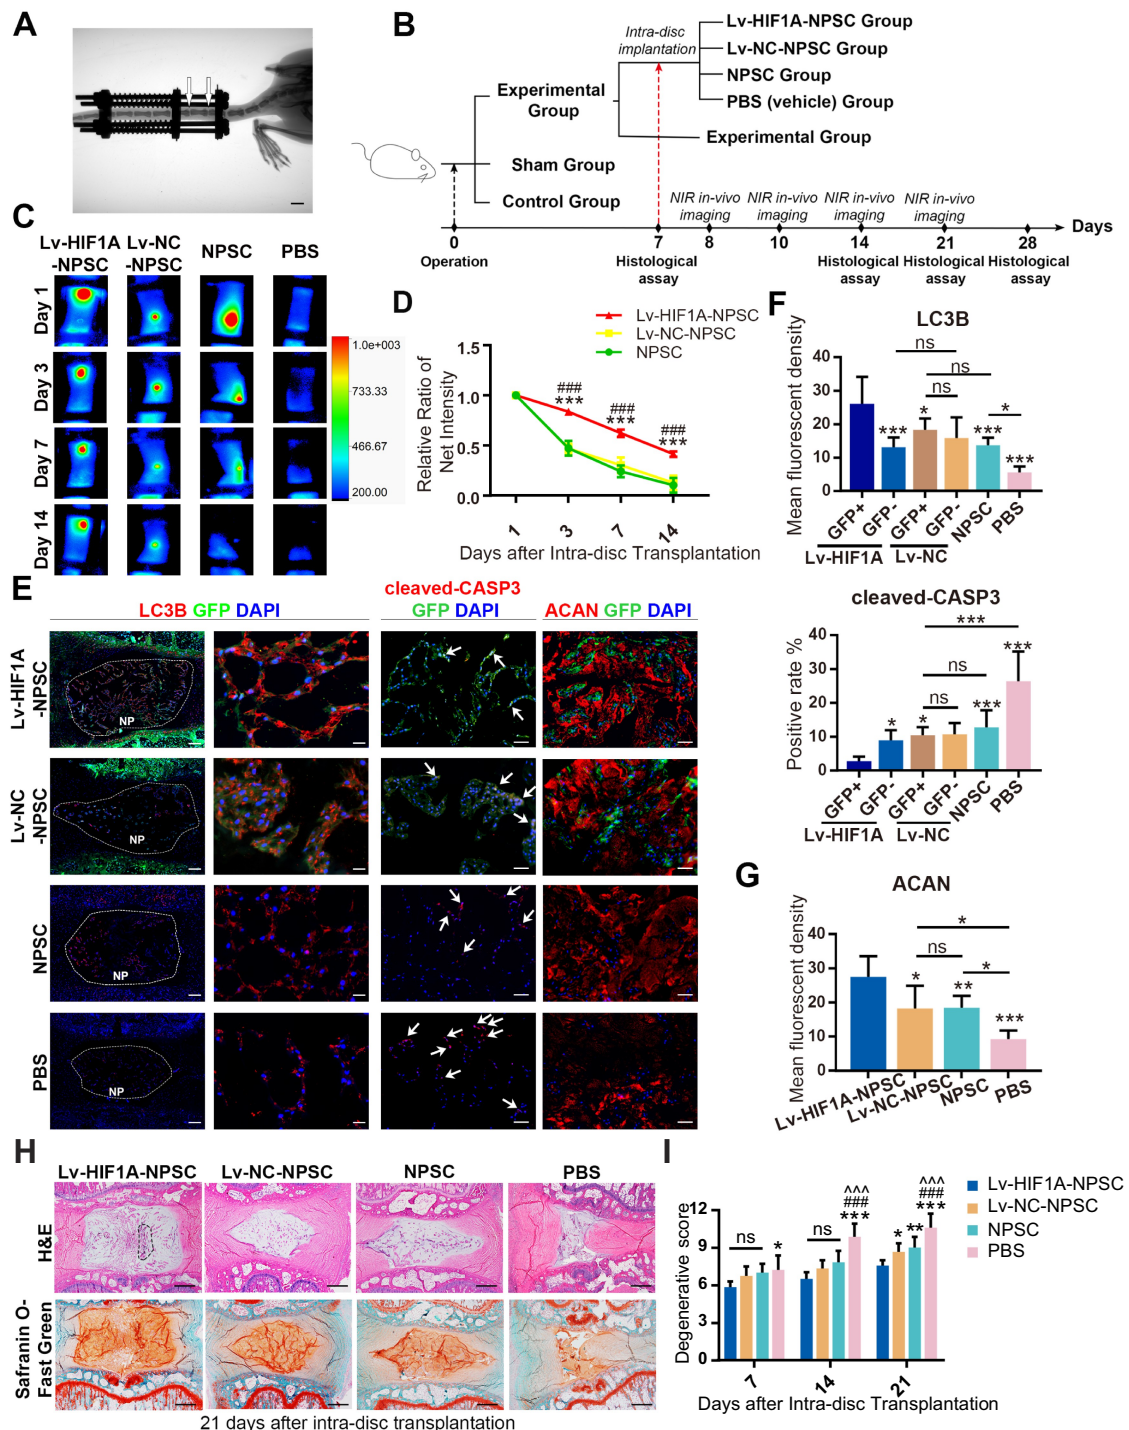 A
B
Intra-disc
implantation
Lv-HIF1A-NPSC Group
Lv-NC-NPSC Group
NPSC Group
PBS (vehicle) Group
Experimental
Group
Experimental Group
Sham Group
Control Group
NIR in-vivo
imaging
NIR in-vivo
imaging
NIR in-vivo
imaging
NIR in-vivo
imaging
Days
0
7
8
10
14
21
28
Operation
Histological
assay
Histological
assay
Histological
assay
Histological
assay
C
Lv-HIF1A
-NPSC
Lv-NC
-NPSC
NPSC
PBS
Day 1
Day 3
Day 7
Day 14
1.0e+003
733.33
466.67
200.00
D
Lv-HIF1A-NPSC
Lv-NC-NPSC
NPSC
Relative Ratio of
Net Intensity
1.5
1.0
0.5
0.0
###
***
###
***
###
***
1
3
7
14
Days after Intra-disc Transplantation
E
LC3B GFP DAPI
cleaved-CASP3
GFP DAPI
ACAN GFP DAPI
Lv-HIF1A
-NPSC
NP
Lv-NC
-NPSC
NP
NPSC
NP
PBS
NP
F
LC3B
Mean fluorescent density
40
30
20
10
0
ns
ns
ns
*
***
*
***
***
GFP+
GFP-
GFP+
GFP-
NPSC
PBS
Lv-HIF1A
Lv-NC
cleaved-CASP3
Positive rate %
40
30
20
10
0
***
ns
ns
*
*
***
***
GFP+
GFP-
GFP+
GFP-
NPSC
PBS
Lv-HIF1A
Lv-NC
G
ACAN
Mean fluorescent density
40
30
20
10
0
*
ns
*
*
**
***
Lv-HIF1A-NPSC
Lv-NC-NPSC
NPSC
PBS
H
Lv-HIF1A-NPSC
Lv-NC-NPSC
NPSC
PBS
H&E
Safranin O-
Fast Green
21 days after intra-disc transplantation
I
Lv-HIF1A-NPSC
Lv-NC-NPSC
NPSC
PBS
Degenerative score
12
9
6
3
0
ns
*
ns
^^^
###
***
*
**
^^^
###
***
7
14
21
Days after Intra-disc Transplantation